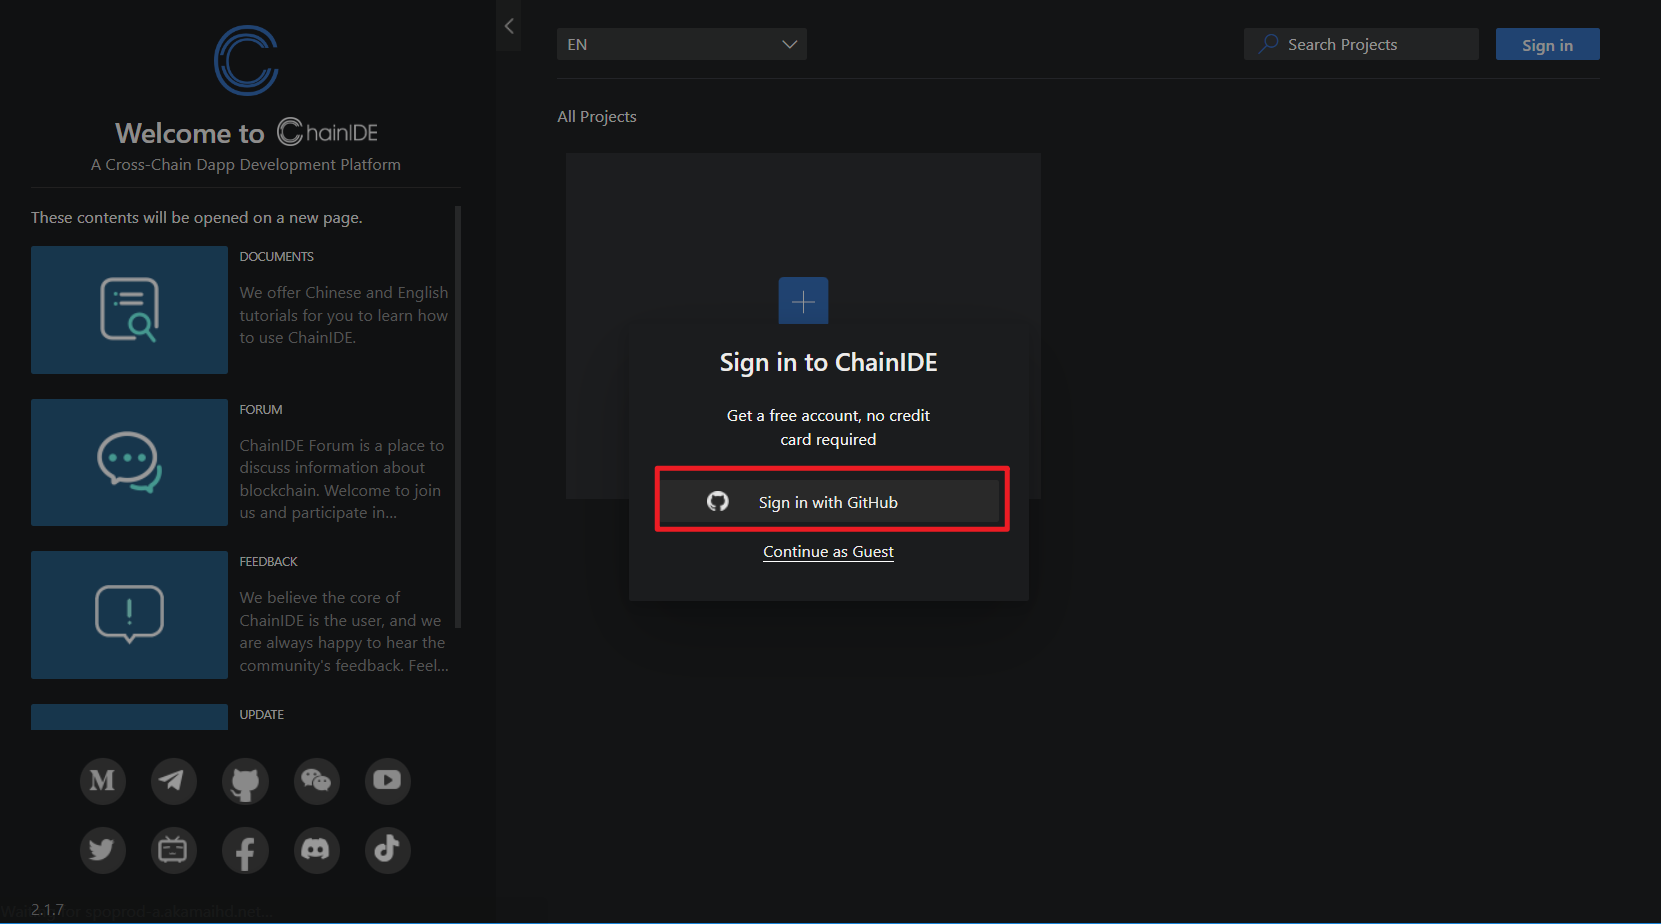 Welcome to ChainIDE
A Cross-Chain Dapp Development Platform
These contents will be opened on a new page.
DOCUMENTS
We offer Chinese and English
tutorials for you to learn how
to use ChainIDE.
FORUM
ChainIDE Forum is a place to
discuss information about
blockchain. Welcome to join
us and participate in...
FEEDBACK
We believe the core of
ChainIDE is the user, and we
are always happy to hear the
community's feedback. Feel...
UPDATE
2.1.7
EN
Search Projects
Sign in
All Projects
Sign in to ChainIDE
Get a free account, no credit
card required
Sign in with GitHub
Continue as Guest